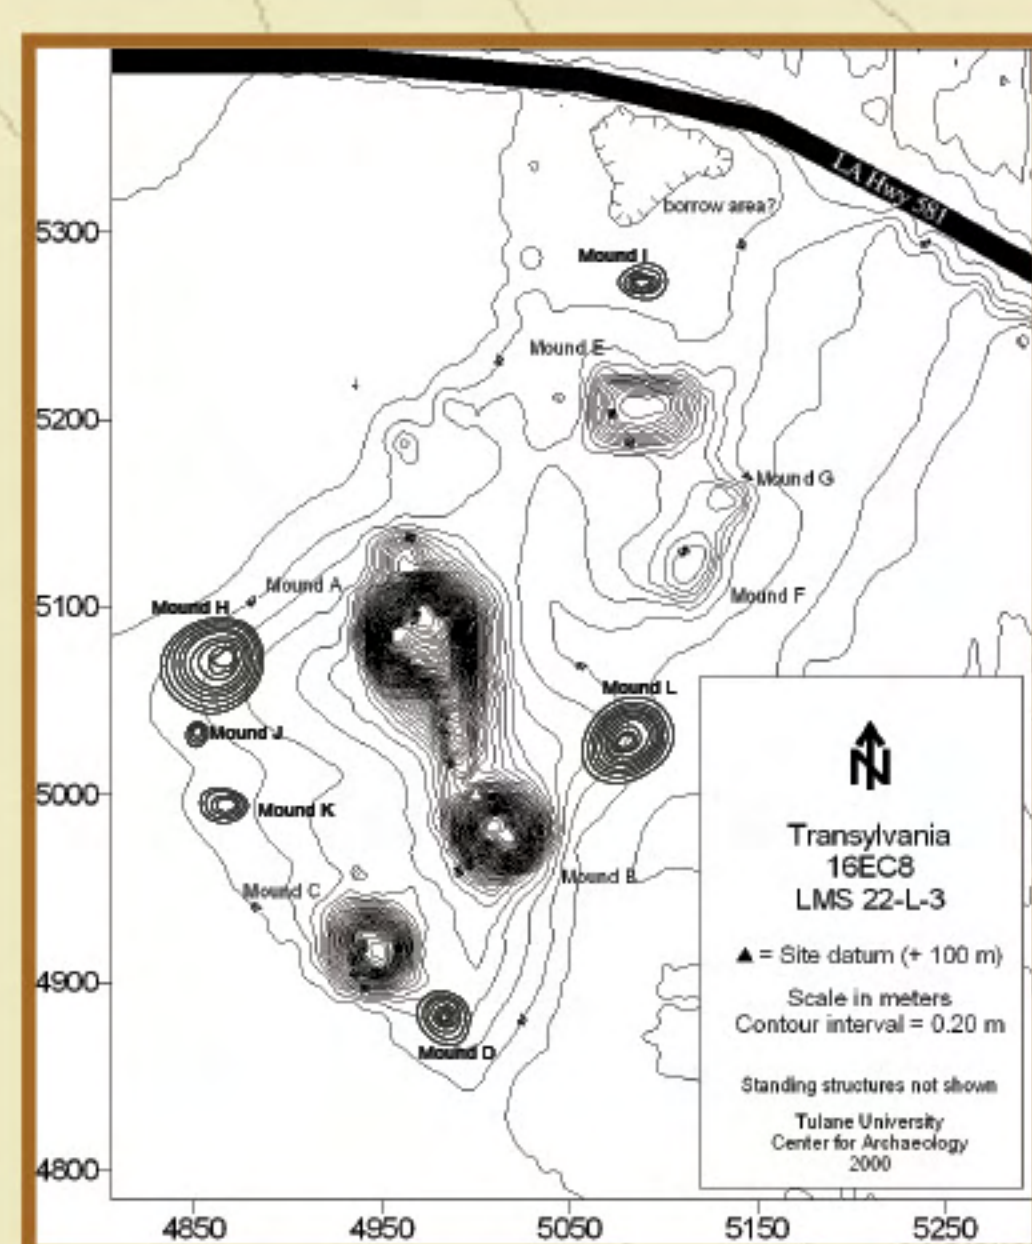 LA Hwy 581
borrow area?
5300
Mound I
Mound E
5200
Mound G
Mound A
5100
Mound H
Mound F
Mound L
Mound J
5000
Mound K
Mound B
Mound C
4900
Mound D
4800
4850
4950
5050
5150
5250
N
Transylvania
16EC8
LMS 22-L-3
▲ = Site datum (+ 100 m)
Scale in meters
Contour interval = 0.20 m
Standing structures not shown
Tulane University
Center for Archaeology
2000